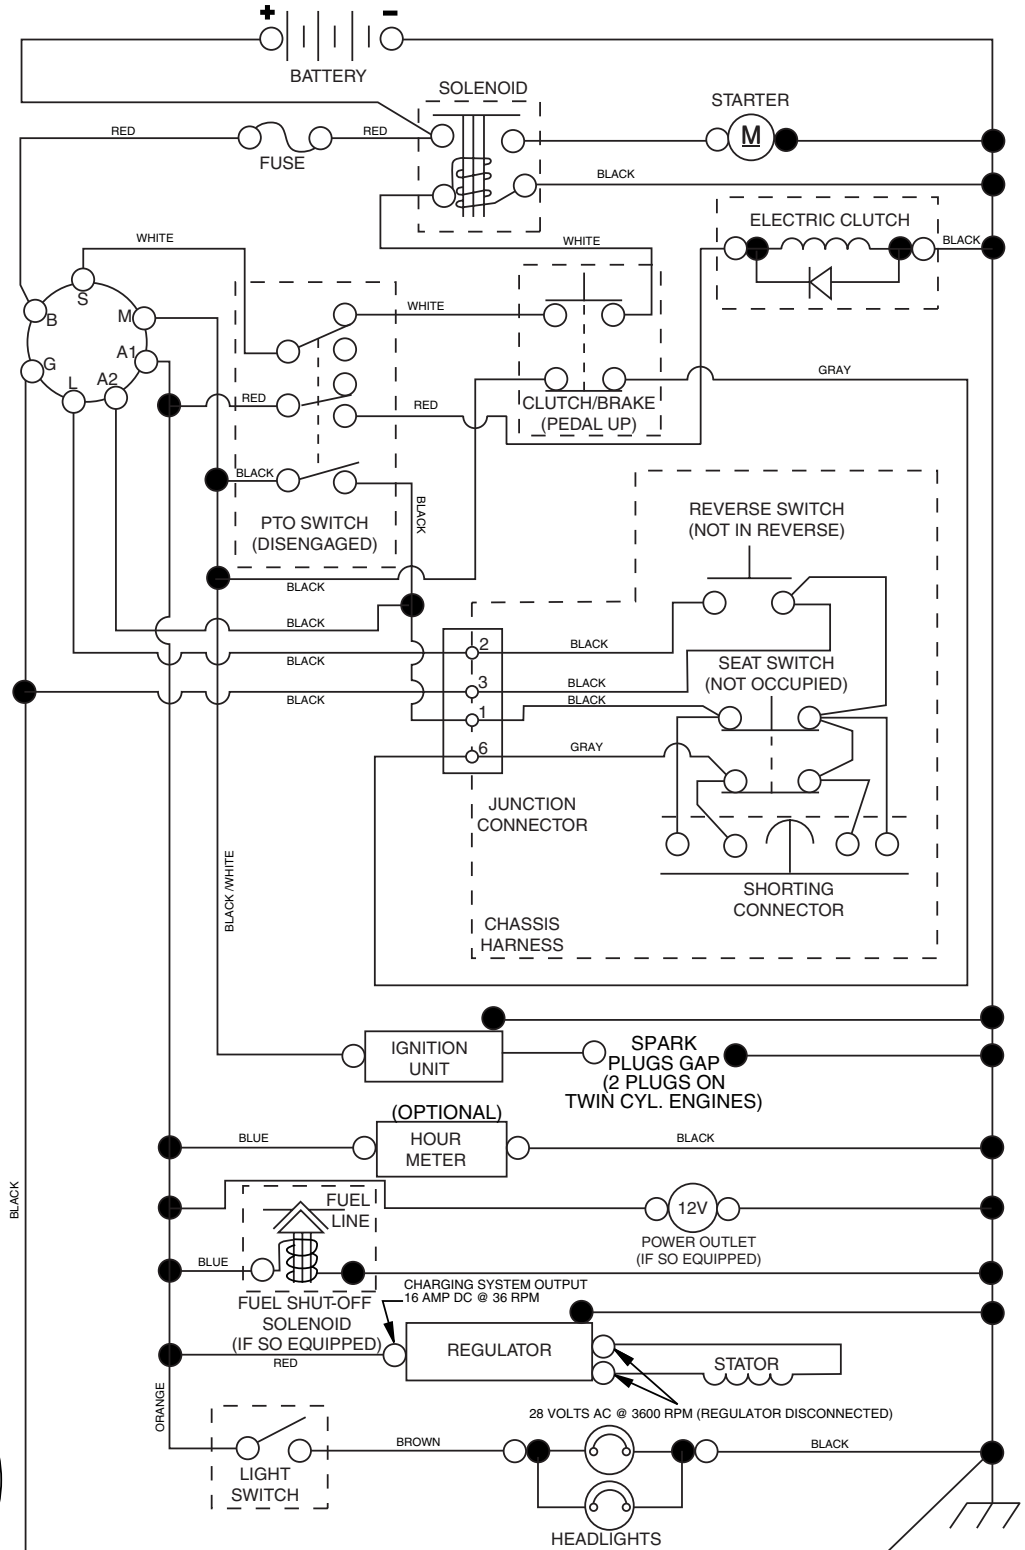 +
−
BATTERY
SOLENOID
STARTER
M
RED
FUSE
RED
BLACK
ELECTRIC CLUTCH
BLACK
WHITE
WHITE
S
B
M
A1
G
L
A2
WHITE
RED
RED
GRAY
CLUTCH/BRAKE
(PEDAL UP)
BLACK
BLACK
PTO SWITCH
(DISENGAGED)
REVERSE SWITCH
(NOT IN REVERSE)
BLACK
BLACK
BLACK
BLACK
2
BLACK
3
BLACK
BLACK
1
6
GRAY
SEAT SWITCH
(NOT OCCUPIED)
JUNCTION
CONNECTOR
SHORTING
CONNECTOR
CHASSIS
HARNESS
BLACK /WHITE
IGNITION
UNIT
SPARK
PLUGS GAP
(2 PLUGS ON
TWIN CYL. ENGINES)
(OPTIONAL)
HOUR
METER
BLUE
BLACK
BLACK
FUEL
LINE
12V
POWER OUTLET
(IF SO EQUIPPED)
BLUE
FUEL SHUT-OFF
SOLENOID
(IF SO EQUIPPED)
CHARGING SYSTEM OUTPUT
16 AMP DC @ 36 RPM
RED
REGULATOR
STATOR
28 VOLTS AC @ 3600 RPM (REGULATOR DISCONNECTED)
ORANGE
LIGHT
SWITCH
BROWN
BLACK
HEADLIGHTS